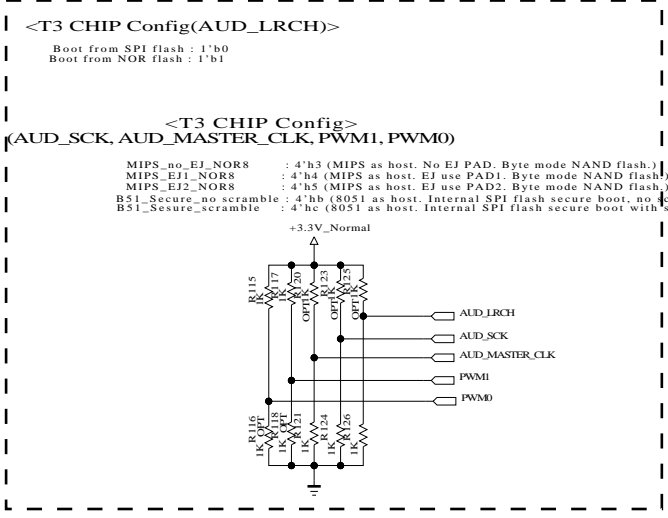 <T3 CHIP Config(AUD_LRCH)>
Boot from SPI flash : 1'b0
Boot from NOR flash : 1'b1
<T3 CHIP Config>
(AUD_SCK, AUD_MASTER_CLK, PWM1, PWM0)
MIPS_no_EJ_NOR8 : 4'h3 (MIPS as host. No EJ PAD. Byte mode NAND flash.)
MIPS_EJ1_NOR8 : 4'h4 (MIPS as host. EJ use PAD1. Byte mode NAND flash.)
MIPS_EJ2_NOR8 : 4'h5 (MIPS as host. EJ use PAD2. Byte mode NAND flash.)
B51_Secure_no scramble : 4'hb (8051 as host. Internal SPI flash secure boot, no sc
B51_Sesure_scramble : 4'hc (8051 as host. Internal SPI flash secure boot with s
+3.3V_Normal
R115 1K
R117 1K
R120 OPT 1K
R123 OPT 1K
R125 OPT 1K
AUD_LRCH
AUD_SCK
AUD_MASTER_CLK
PWM1
PWM0
R116 1K OPT
R118 1K OPT
R121 1K
R124 1K
R126 1K